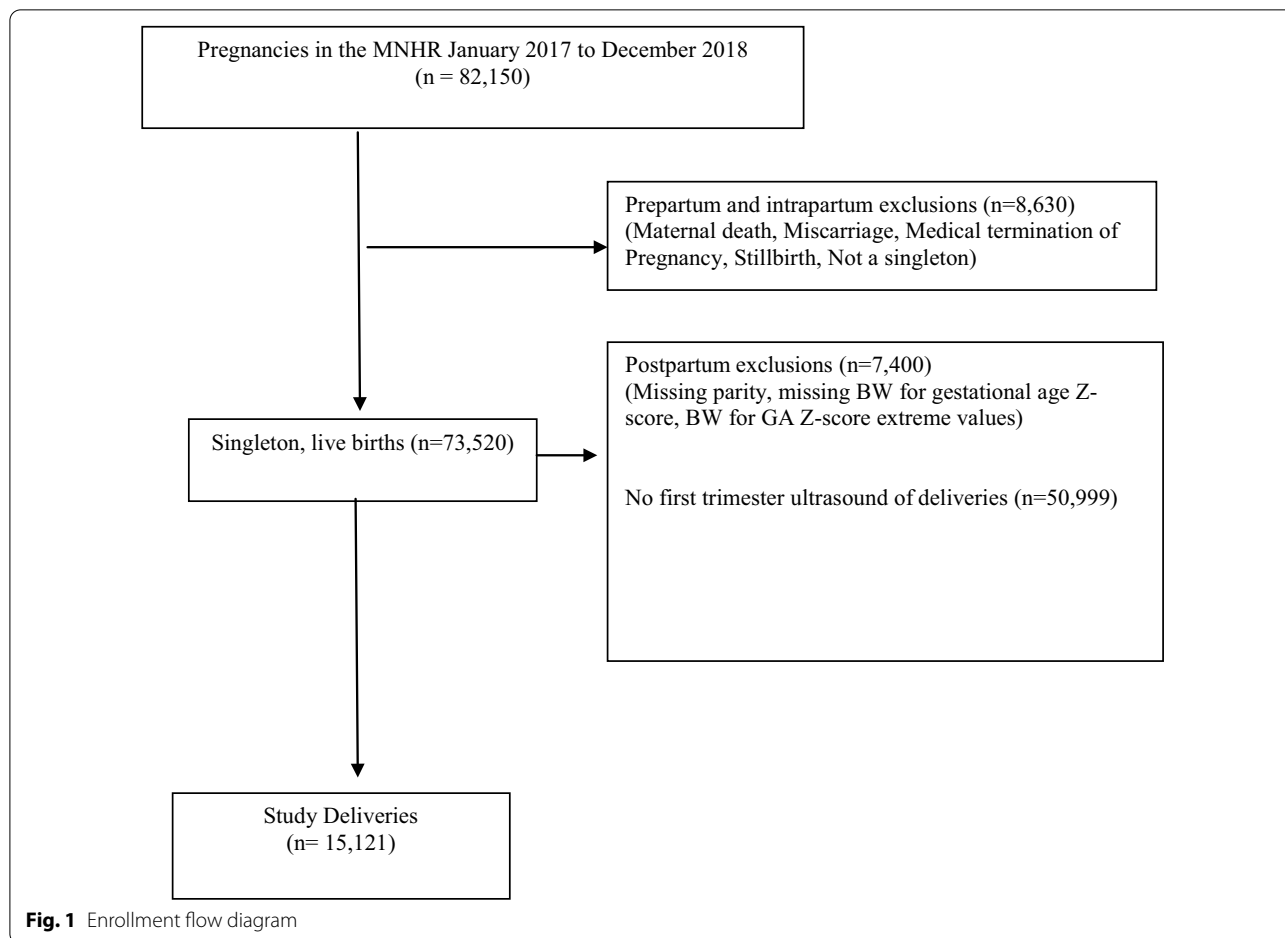 Pregnancies in the MNHR January 2017 to December 2018
(n = 82,150)
Prepartum and intrapartum exclusions (n=8,630)
(Maternal death, Miscarriage, Medical termination of
Pregnancy, Stillbirth, Not a singleton)
Postpartum exclusions (n=7,400)
(Missing parity, missing BW for gestational age Z-
score, BW for GA Z-score extreme values)
Singleton, live births (n=73,520)
No first trimester ultrasound of deliveries (n=50,999)
Study Deliveries
(n= 15,121)
Fig. 1 Enrollment flow diagram